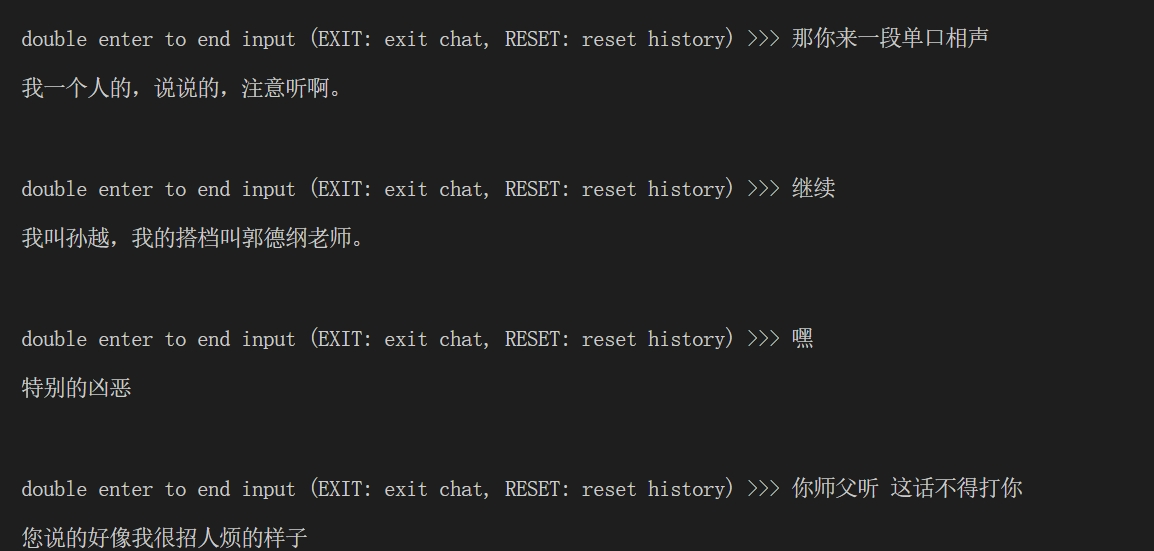 double enter to end input (EXIT: exit chat, RESET: reset history) >>> 那你来一段单口相声
我一个人的，说说的，注意听啊。
double enter to end input (EXIT: exit chat, RESET: reset history) >>> 继续
我叫孙越，我的搭档叫郭德纲老师。
double enter to end input (EXIT: exit chat, RESET: reset history) >>> 嘿
特别的凶恶
double enter to end input (EXIT: exit chat, RESET: reset history) >>> 你师父听 这话不得打你
您说的好像我很招人烦的样子